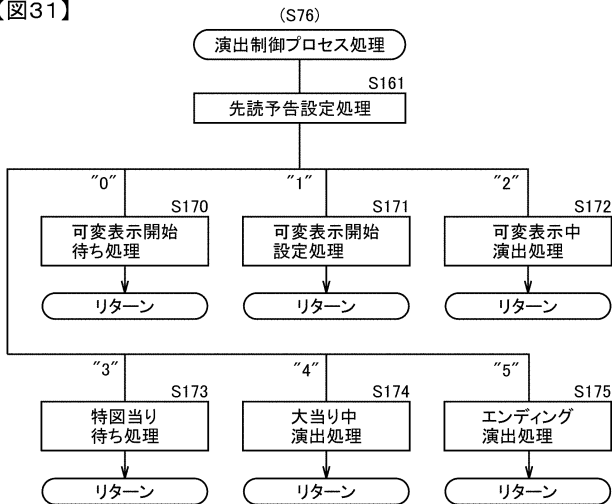 【図31】
(S76)
演出制御プロセス処理
S161
先読予告設定処理
"0"
"1"
"2"
S170
S171
S172
可変表示開始
待ち処理
可変表示開始
設定処理
可変表示中
演出処理
リターン
リターン
リターン
"3"
"4"
"5"
S173
S174
S175
特図当り
待ち処理
大当り中
演出処理
エンディング
演出処理
リターン
リターン
リターン